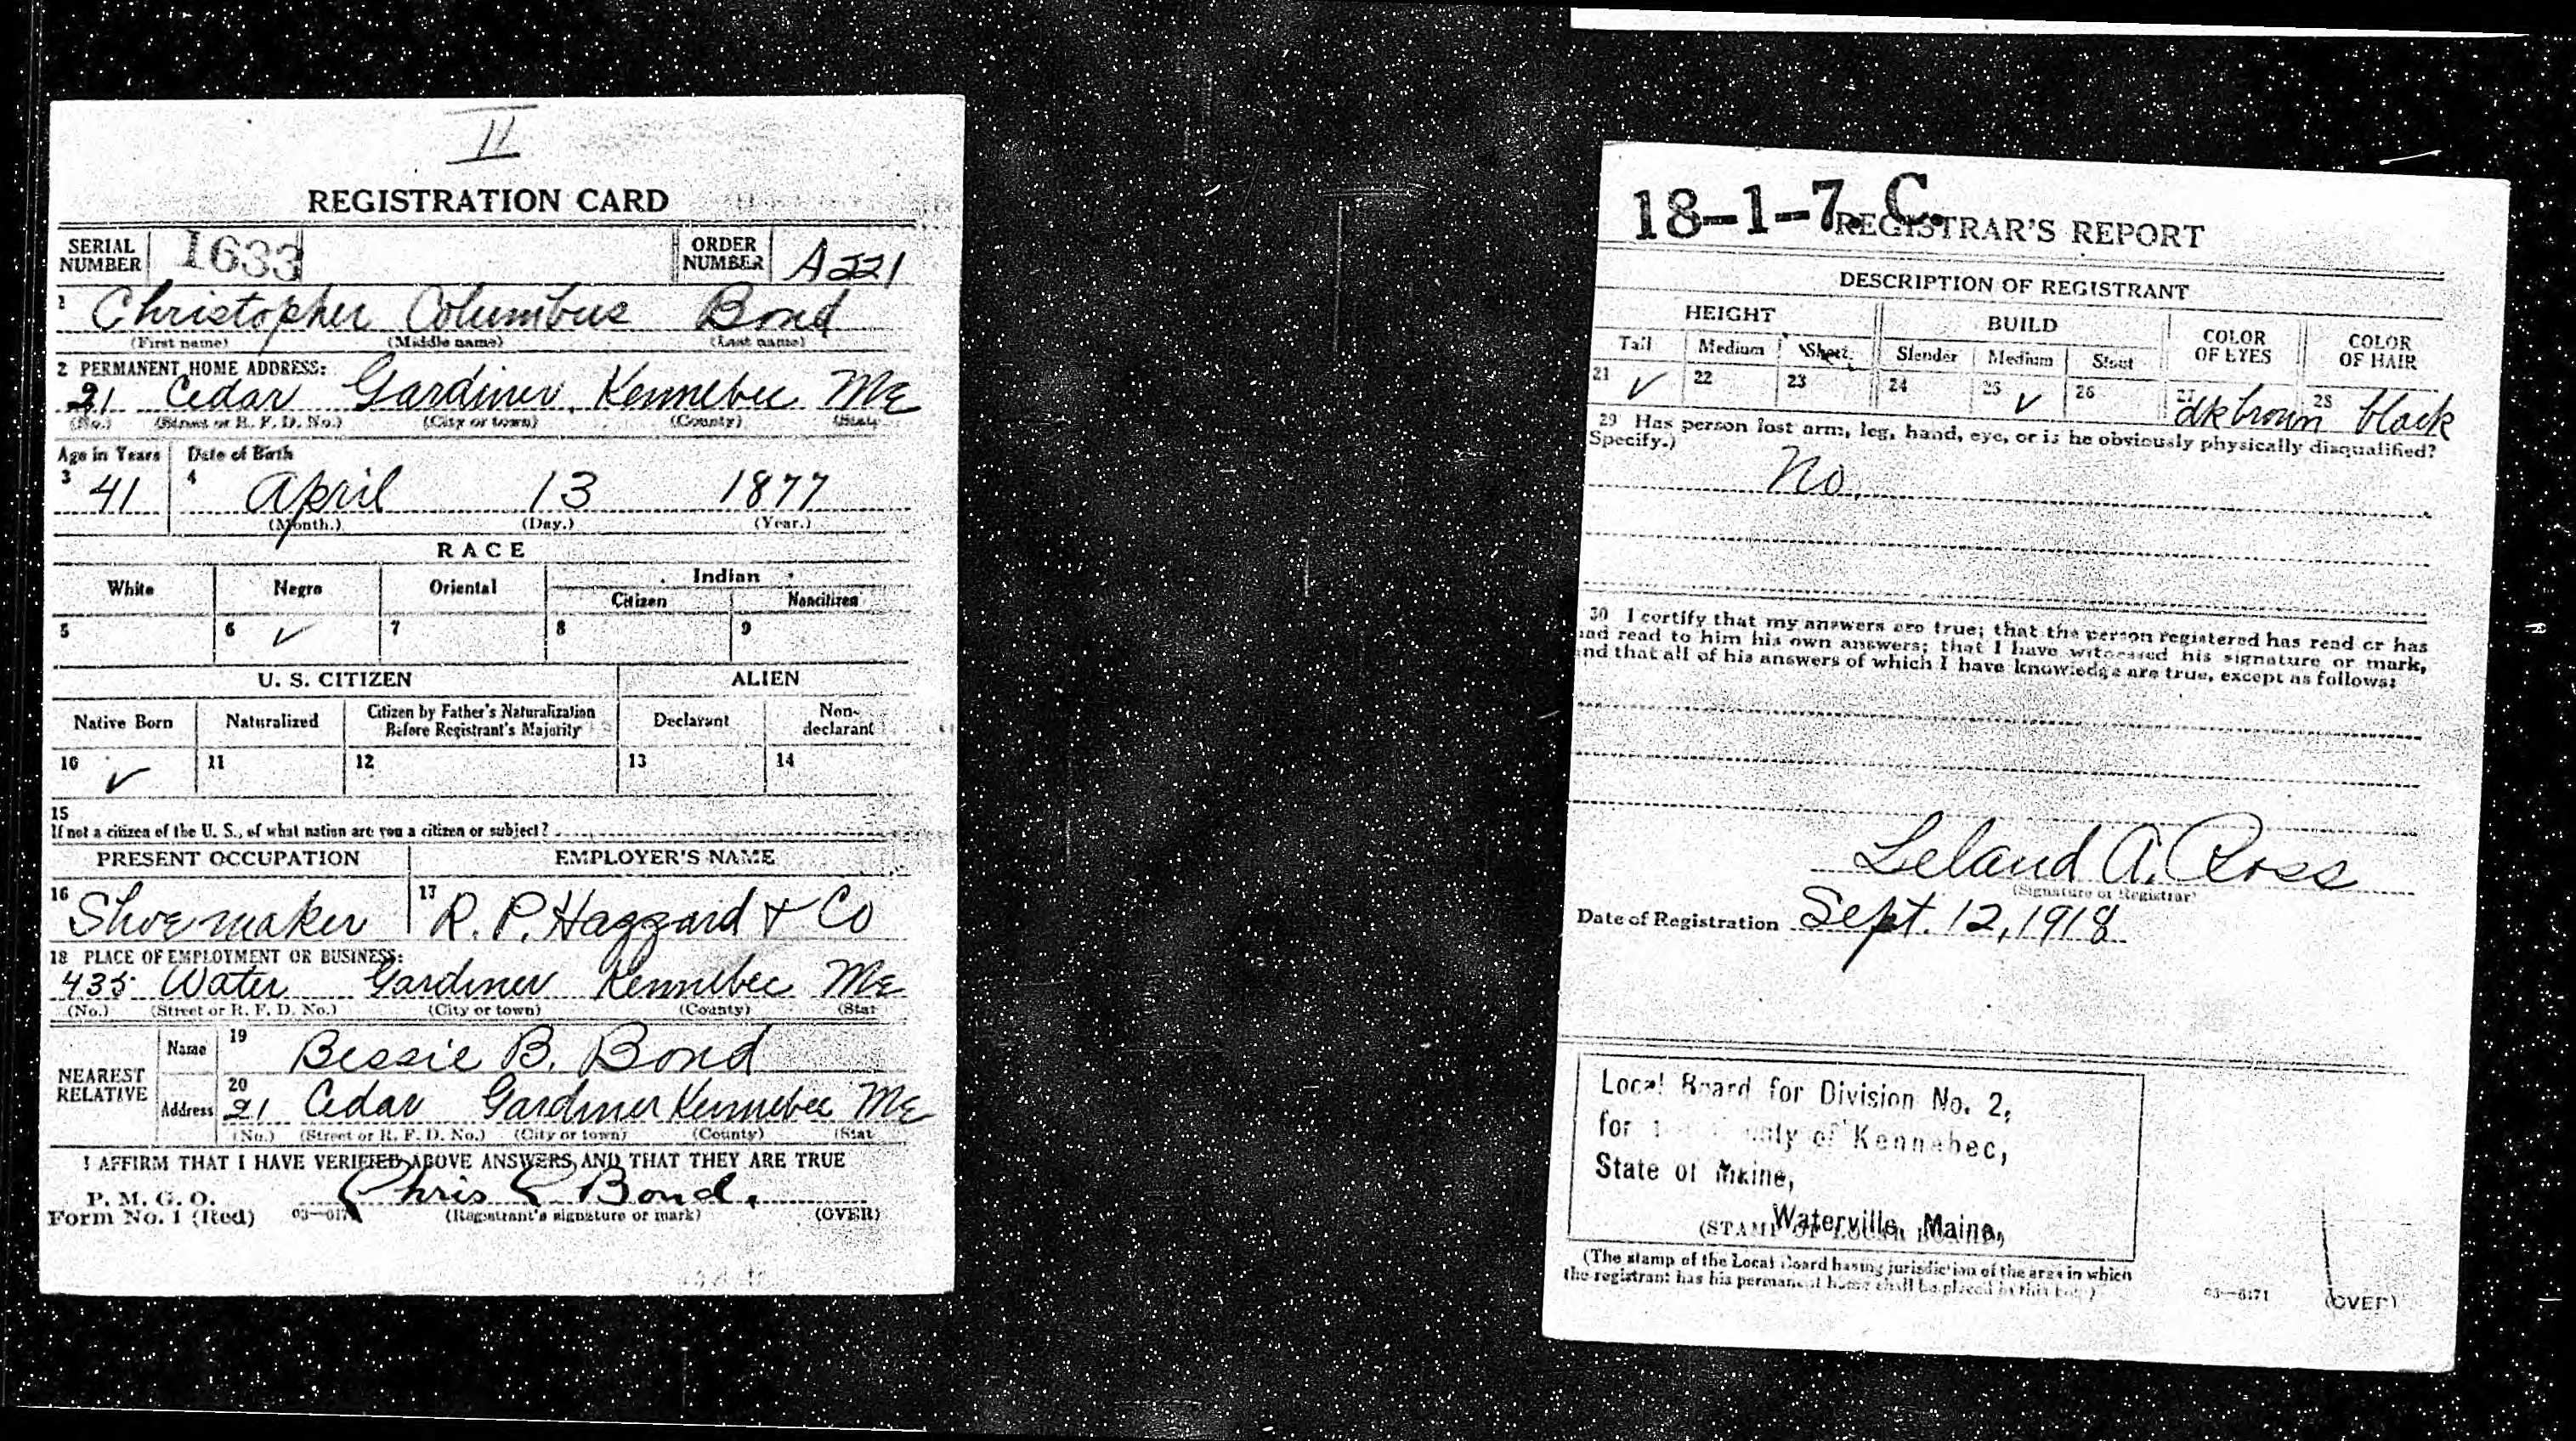 II
REGISTRATION CARD
SERIAL NUMBER 1633 ORDER NUMBER A221
1 Christopher Columbus Bond
(First name) (Middle name) (Last name)
2 PERMANENT HOME ADDRESS:
21 Cedar Gardiner Kennebec Me
(No.) (Street or R. F. D. No.) (City or town) (County) (State
Age in Years Date of Birth
3 41 4 April 13 1877
(Month.) (Day.) (Year.)
RACE
White Negro Oriental Indian
Citizen Noncitizen
5 6 ✓ 7 8 9
U. S. CITIZEN ALIEN
Native Born Naturalized Citizen by Father's Naturalization Before Registrant's Majority Declarant Non-declarant
10 ✓ 11 12 13 14
15
If not a citizen of the U. S., of what nation are you a citizen or subject?
PRESENT OCCUPATION EMPLOYER'S NAME
16 Shoemaker 17 R. P. Hazzard & Co
18 PLACE OF EMPLOYMENT OR BUSINESS:
435 Water Gardiner Kennebec Me
(No.) (Street or R. F. D. No.) (City or town) (County) (Stat
NEAREST RELATIVE Name 19 Bessie B. Bond
Address 20 21 Cedar Gardiner Kennebec Me
(No.) (Street or R. F. D. No.) (City or town) (County) (Stat
I AFFIRM THAT I HAVE VERIFIED ABOVE ANSWERS AND THAT THEY ARE TRUE
P. M. G. O.
Form No. 1 (Red) 03—6171 Chris C Bond.
(Registrant's signature or mark) (OVER)
18-1-7. C.
REGISTRAR'S REPORT
DESCRIPTION OF REGISTRANT
HEIGHT BUILD COLOR OF EYES COLOR OF HAIR
Tall Medium Short Slender Medium Stout
21 ✓ 22 23 24 25 ✓ 26 27 dk brown 28 black
29 Has person lost arm, leg, hand, eye, or is he obviously physically disqualified?
Specify.)
No.
30 I certify that my answers are true; that the person registered has read or has
had read to him his own answers; that I have witnessed his signature or mark,
and that all of his answers of which I have knowledge are true, except as follows:
Leland A. Ross
(Signature of Registrar)
Date of Registration Sept. 12, 1918
Local Board for Division No. 2,
for County of Kennebec,
State of Maine,
Waterville, Maine,
(STAMP OF LOCAL BOARD)
(The stamp of the Local Board having jurisdiction of the area in which
the registrant has his permanent home shall be placed in this box.)
03—6171 (OVER)